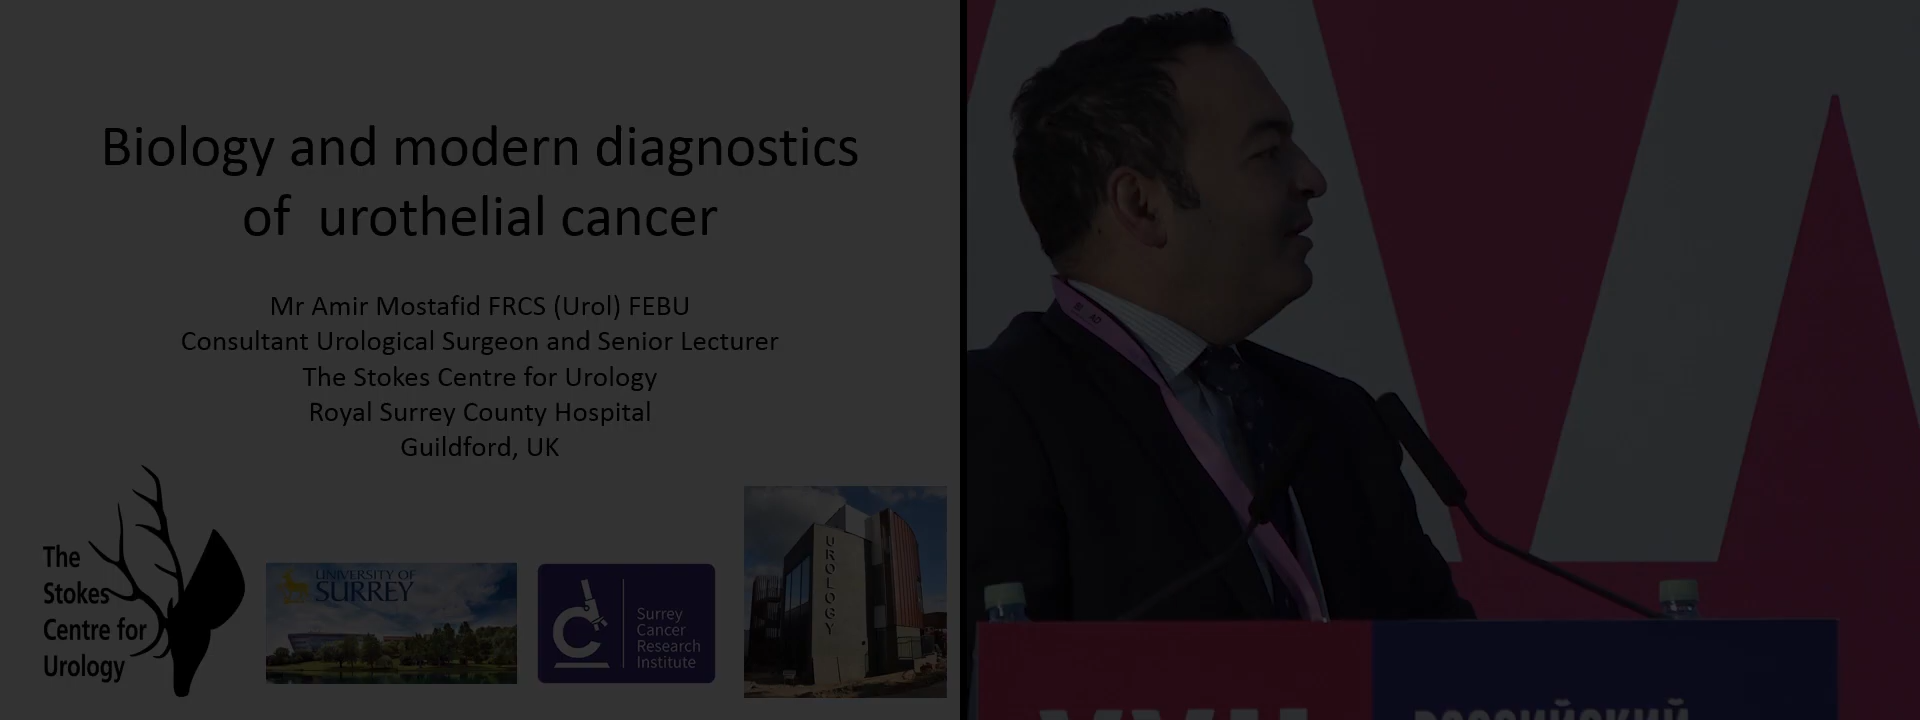 Biology and modern diagnostics
of urothelial cancer
Mr Amir Mostafid FRCS (Urol) FEBU
Consultant Urological Surgeon and Senior Lecturer
The Stokes Centre for Urology
Royal Surrey County Hospital
Guildford, UK
The
Stokes
Centre for
Urology
UNIVERSITY OF
SURREY
Surrey
Cancer
Research
Institute
UROLOGY
РОССИЙСКИЙ